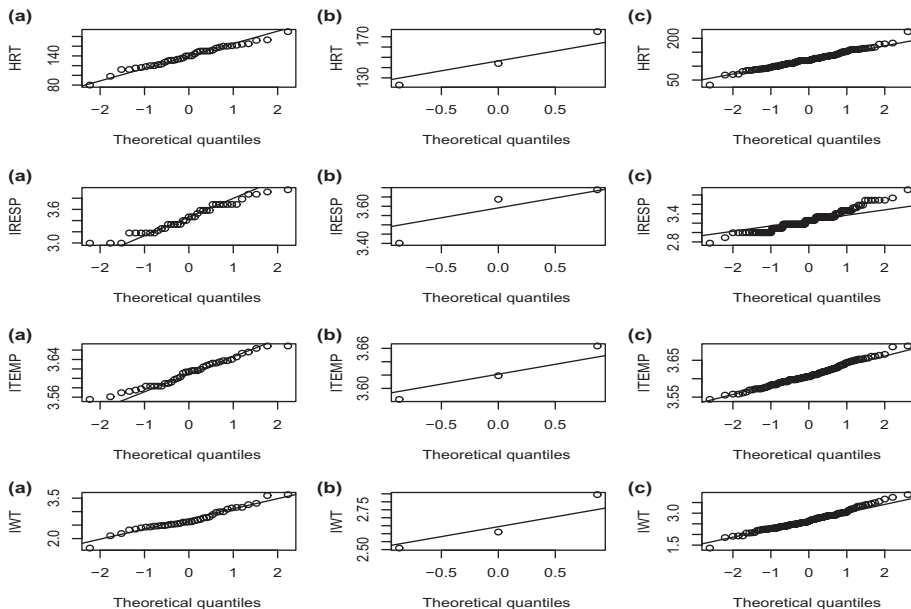 (a) (b) (c)
HRT 80 140 HRT 130 170 HRT 50 200
−2 −1 0 1 2 −0.5 0.0 0.5 −2 −1 0 1 2
Theoretical quantiles Theoretical quantiles Theoretical quantiles
(a) (b) (c)
IRESP 3.0 3.6 IRESP 3.40 3.60 IRESP 2.8 3.4
−2 −1 0 1 2 −0.5 0.0 0.5 −2 −1 0 1 2
Theoretical quantiles Theoretical quantiles Theoretical quantiles
(a) (b) (c)
ITEMP 3.56 3.64 ITEMP 3.60 3.66 ITEMP 3.55 3.65
−2 −1 0 1 2 −0.5 0.0 0.5 −2 −1 0 1 2
Theoretical quantiles Theoretical quantiles Theoretical quantiles
(a) (b) (c)
IWT 2.0 3.5 IWT 2.50 2.75 IWT 1.5 3.0
−2 −1 0 1 2 −0.5 0.0 0.5 −2 −1 0 1 2
Theoretical quantiles Theoretical quantiles Theoretical quantiles